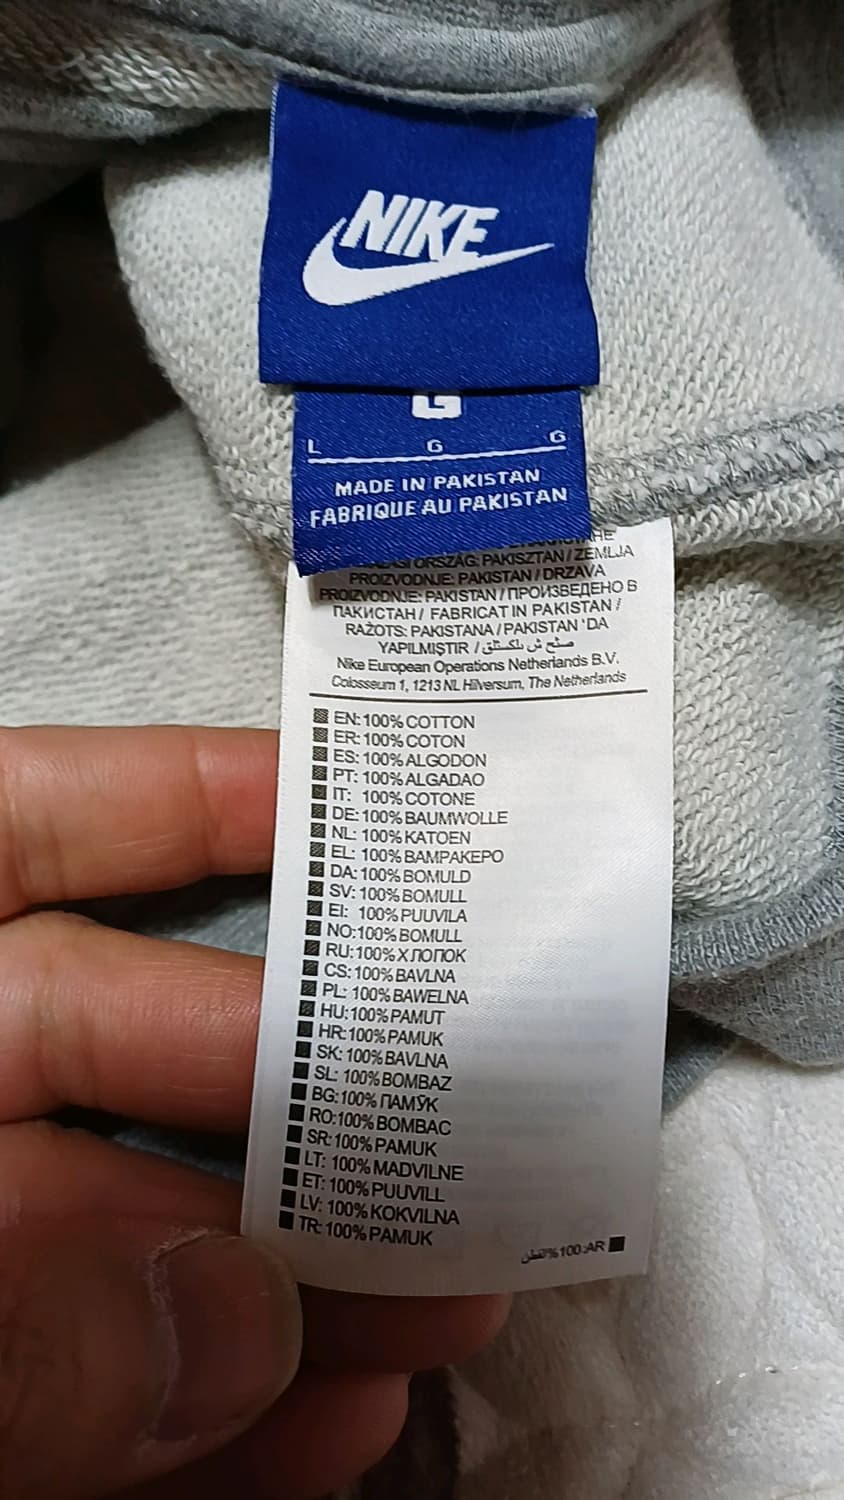 NIKE
G
L G G
MADE IN PAKISTAN
FABRIQUE AU PAKISTAN
ORSZÁG: PAKISZTAN / ZEMLJA
PROIZVODNJE: PAKISTAN / DRZAVA
PROIZVODNJE: PAKISTAN / ПРОИЗВЕДЕНО В
ПАКИСТАН / FABRICAT IN PAKISTAN /
RAŽOTS: PAKISTANA / PAKISTAN 'DA
YAPILMIŞTIR /
Nike European Operations Netherlands B.V.
Colosseum 1, 1213 NL Hilversum, The Netherlands
EN: 100% COTTON
ER: 100% COTON
ES: 100% ALGODON
PT: 100% ALGADAO
IT: 100% COTONE
DE: 100% BAUMWOLLE
NL: 100% KATOEN
EL: 100% BAMPAKEPO
DA: 100% BOMULD
SV: 100% BOMULL
EI: 100% PUUVILA
NO: 100% BOMULL
RU: 100% ХЛОПОК
CS: 100% BAVLNA
PL: 100% BAWELNA
HU: 100% PAMUT
HR: 100% PAMUK
SK: 100% BAVLNA
SL: 100% BOMBAZ
BG: 100% ПАМЎК
RO: 100% BOMBAC
SR: 100% PAMUK
LT: 100% MADVILNE
ET: 100% PUUVILL
LV: 100% KOKVILNA
TR: 100% PAMUK
قطن%100:AR